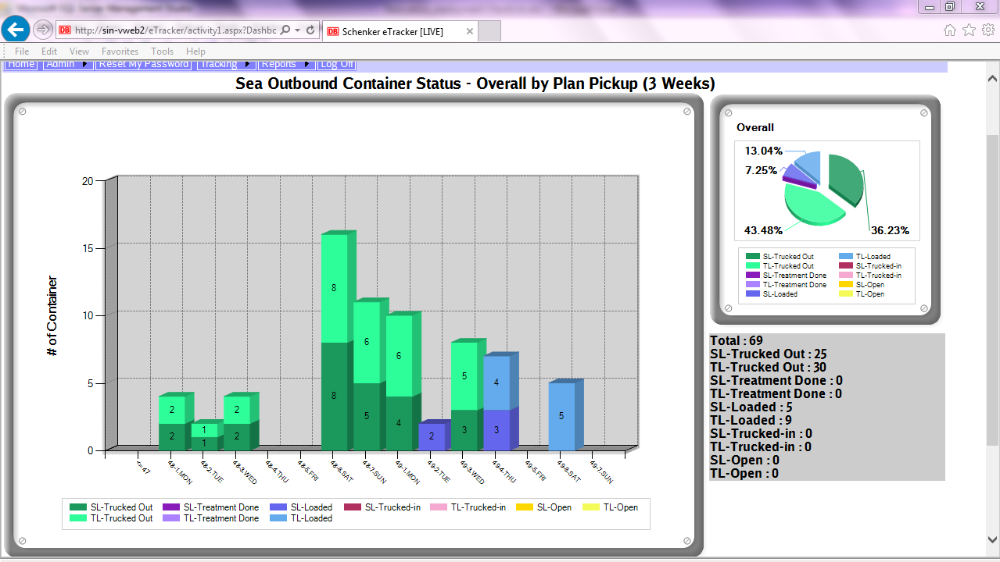 http://sin-vweb2/eTracker/activity1.aspx?Dashbc
DB Schenker eTracker [LIVE]
File Edit View Favorites Tools Help
Home Admin Reset My Password Tracking Reports Log Off
Sea Outbound Container Status - Overall by Plan Pickup (3 Weeks)
# of Container
20
15
10
5
0
2 2
1 1
2 2
8 8
6 5
6 4
2
5 3
4 3
5
<= 47 48-1.MON 48-2.TUE 48-3.WED 48-4.THU 48-5.FRI 48-6.SAT 48-7.SUN 49-1.MON 49-2.TUE 49-3.WED 49-4.THU 49-5.FRI 49-6.SAT 49-7.SUN
SL-Trucked Out SL-Treatment Done SL-Loaded SL-Trucked-in TL-Trucked-in SL-Open TL-Open
TL-Trucked Out TL-Treatment Done TL-Loaded
Overall
13.04%
7.25%
43.48% 36.23%
SL-Trucked Out TL-Loaded
TL-Trucked Out SL-Trucked-in
SL-Treatment Done TL-Trucked-in
TL-Treatment Done SL-Open
SL-Loaded TL-Open
Total : 69
SL-Trucked Out : 25
TL-Trucked Out : 30
SL-Treatment Done : 0
TL-Treatment Done : 0
SL-Loaded : 5
TL-Loaded : 9
SL-Trucked-in : 0
TL-Trucked-in : 0
SL-Open : 0
TL-Open : 0